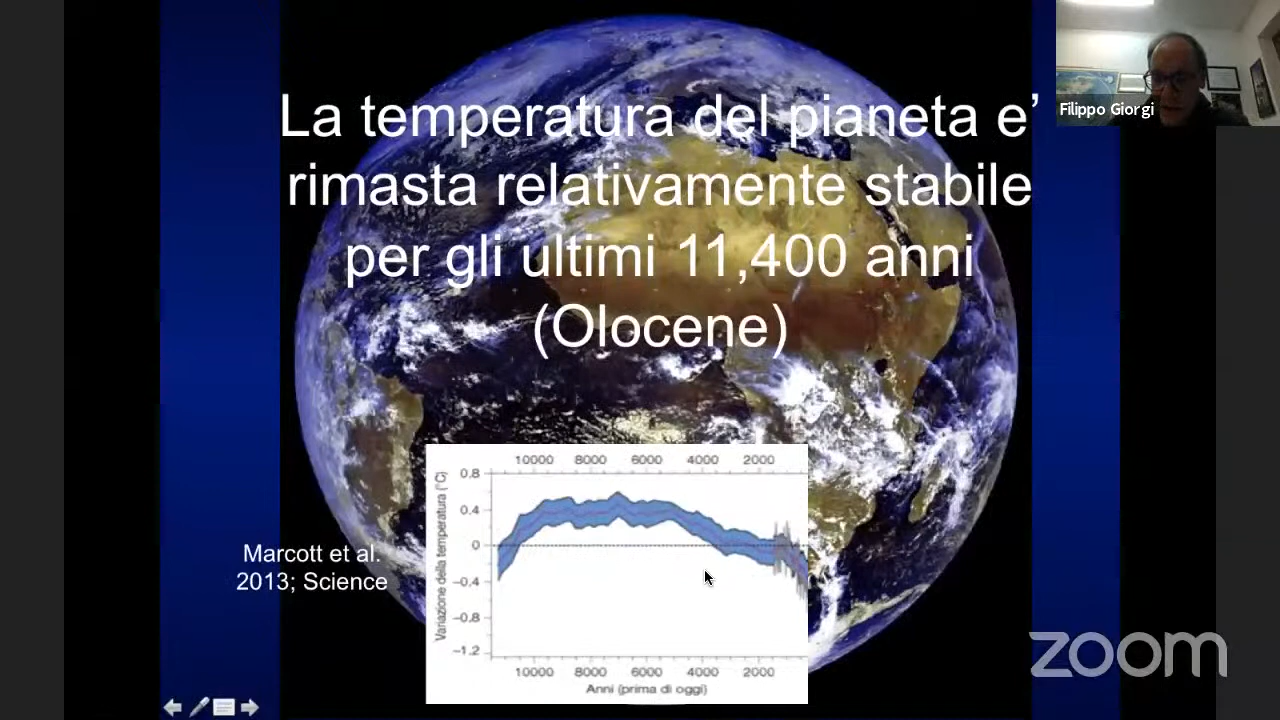 La temperatura del pianeta e’
rimasta relativamente stabile
per gli ultimi 11,400 anni
(Olocene)
Filippo Giorgi
Marcott et al.
2013; Science
10000 8000 6000 4000 2000
Variazione della temperatura (°C)
0.8
0.4
0
–0.4
–0.8
–1.2
10000 8000 6000 4000 2000
Anni (prima di oggi)
zoom